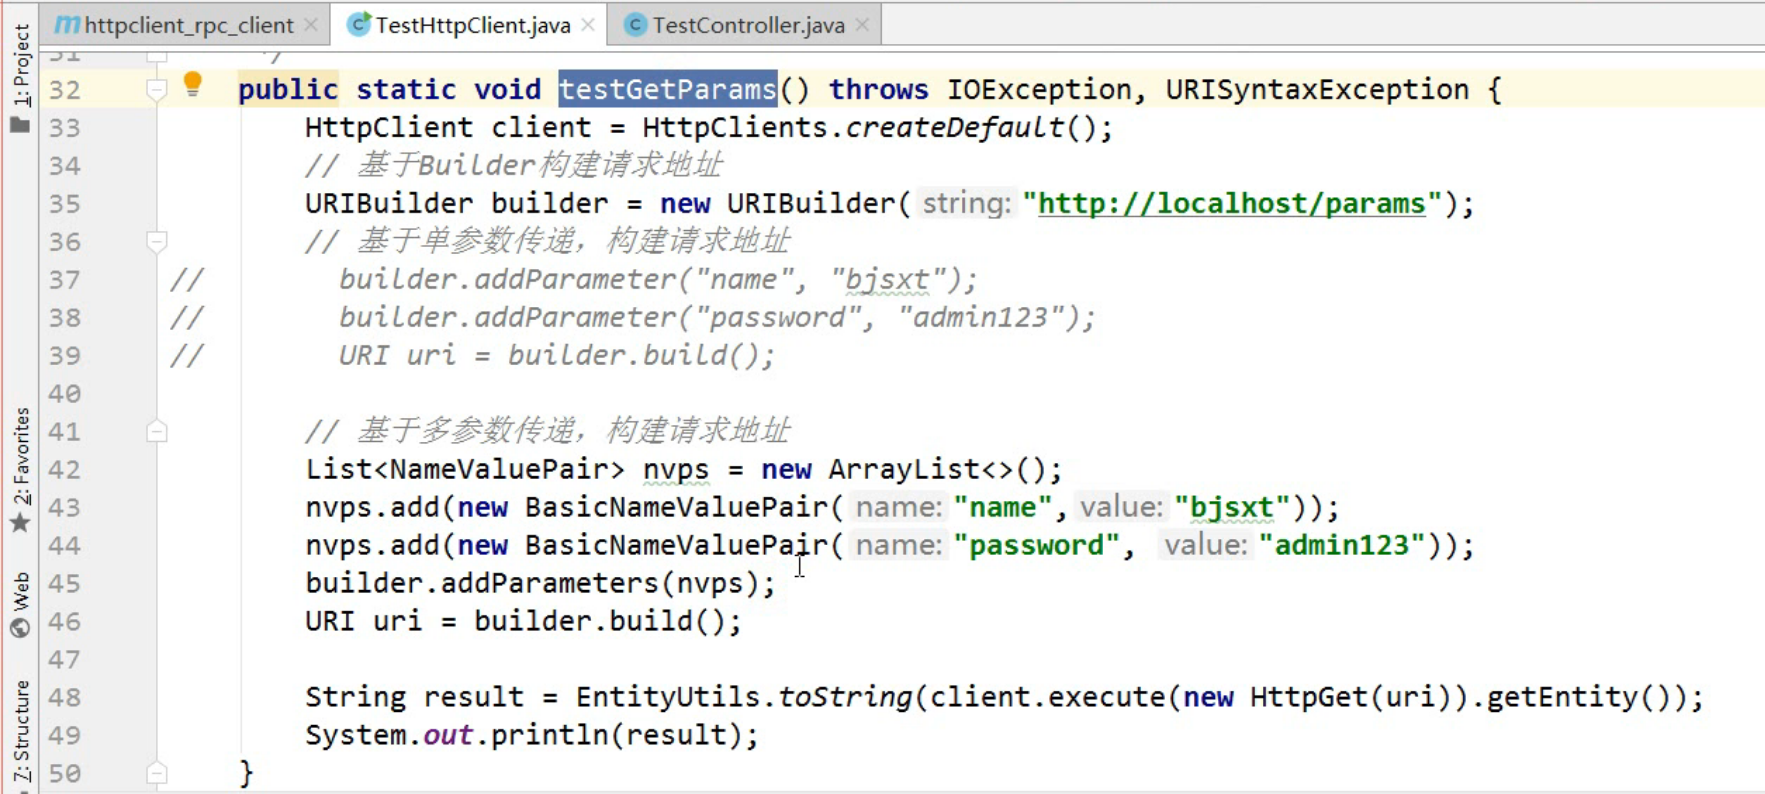 httpclient_rpc_client
TestHttpClient.java
TestController.java
1: Project
2: Favorites
Web
7: Structure
31 */
32 public static void testGetParams() throws IOException, URISyntaxException {
33 HttpClient client = HttpClients.createDefault();
34 // 基于Builder构建请求地址
35 URIBuilder builder = new URIBuilder( string: "http://localhost/params");
36 // 基于单参数传递，构建请求地址
37 // builder.addParameter("name", "bjsxt");
38 // builder.addParameter("password", "admin123");
39 // URI uri = builder.build();
40
41 // 基于多参数传递，构建请求地址
42 List<NameValuePair> nvps = new ArrayList<>();
43 nvps.add(new BasicNameValuePair( name: "name", value: "bjsxt"));
44 nvps.add(new BasicNameValuePair( name: "password", value: "admin123"));
45 builder.addParameters(nvps);
46 URI uri = builder.build();
47
48 String result = EntityUtils.toString(client.execute(new HttpGet(uri)).getEntity());
49 System.out.println(result);
50 }